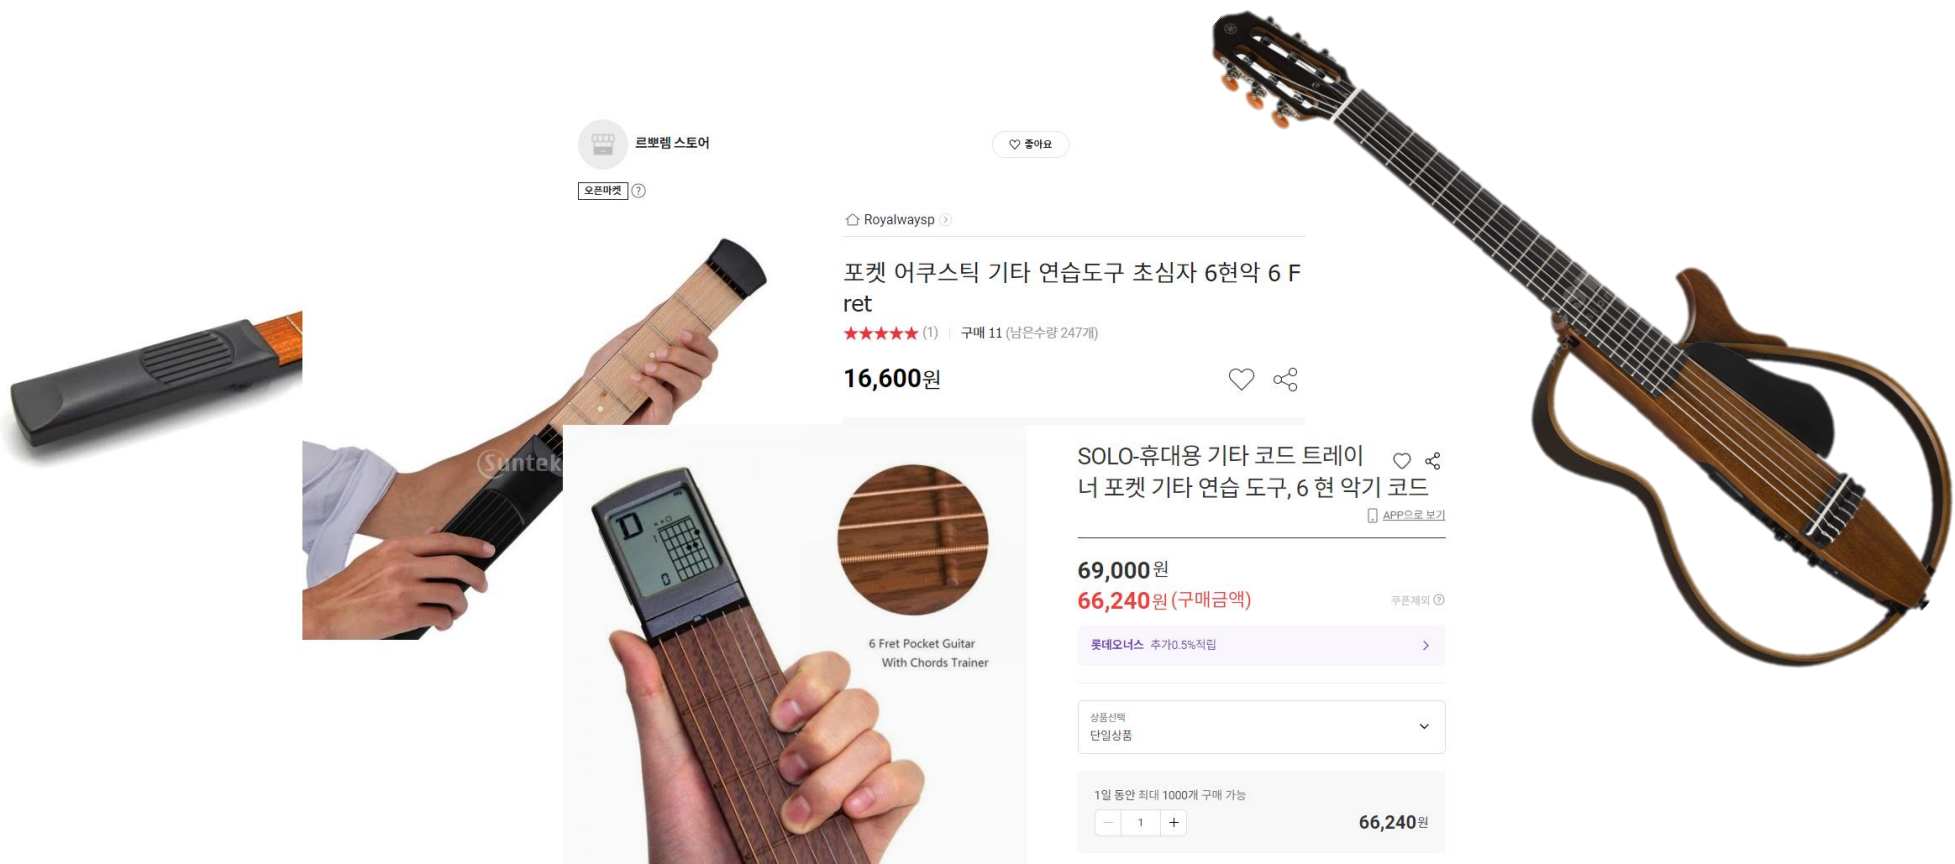 르뽀렘 스토어
좋아요
오픈마켓 ?
Royalwaysp
포켓 어쿠스틱 기타 연습도구 초심자 6현악 6 F
ret
★★★★★ (1) 구매 11 (남은수량 247개)
16,600원
Suntek
D
0
6 Fret Pocket Guitar
With Chords Trainer
SOLO-휴대용 기타 코드 트레이
너 포켓 기타 연습 도구, 6 현 악기 코드
APP으로 보기
69,000원
66,240원 (구매금액)
쿠폰제외 ?
롯데오너스 추가0.5%적립
상품선택
단일상품
1일 동안 최대 1000개 구매 가능
− 1 +
66,240원